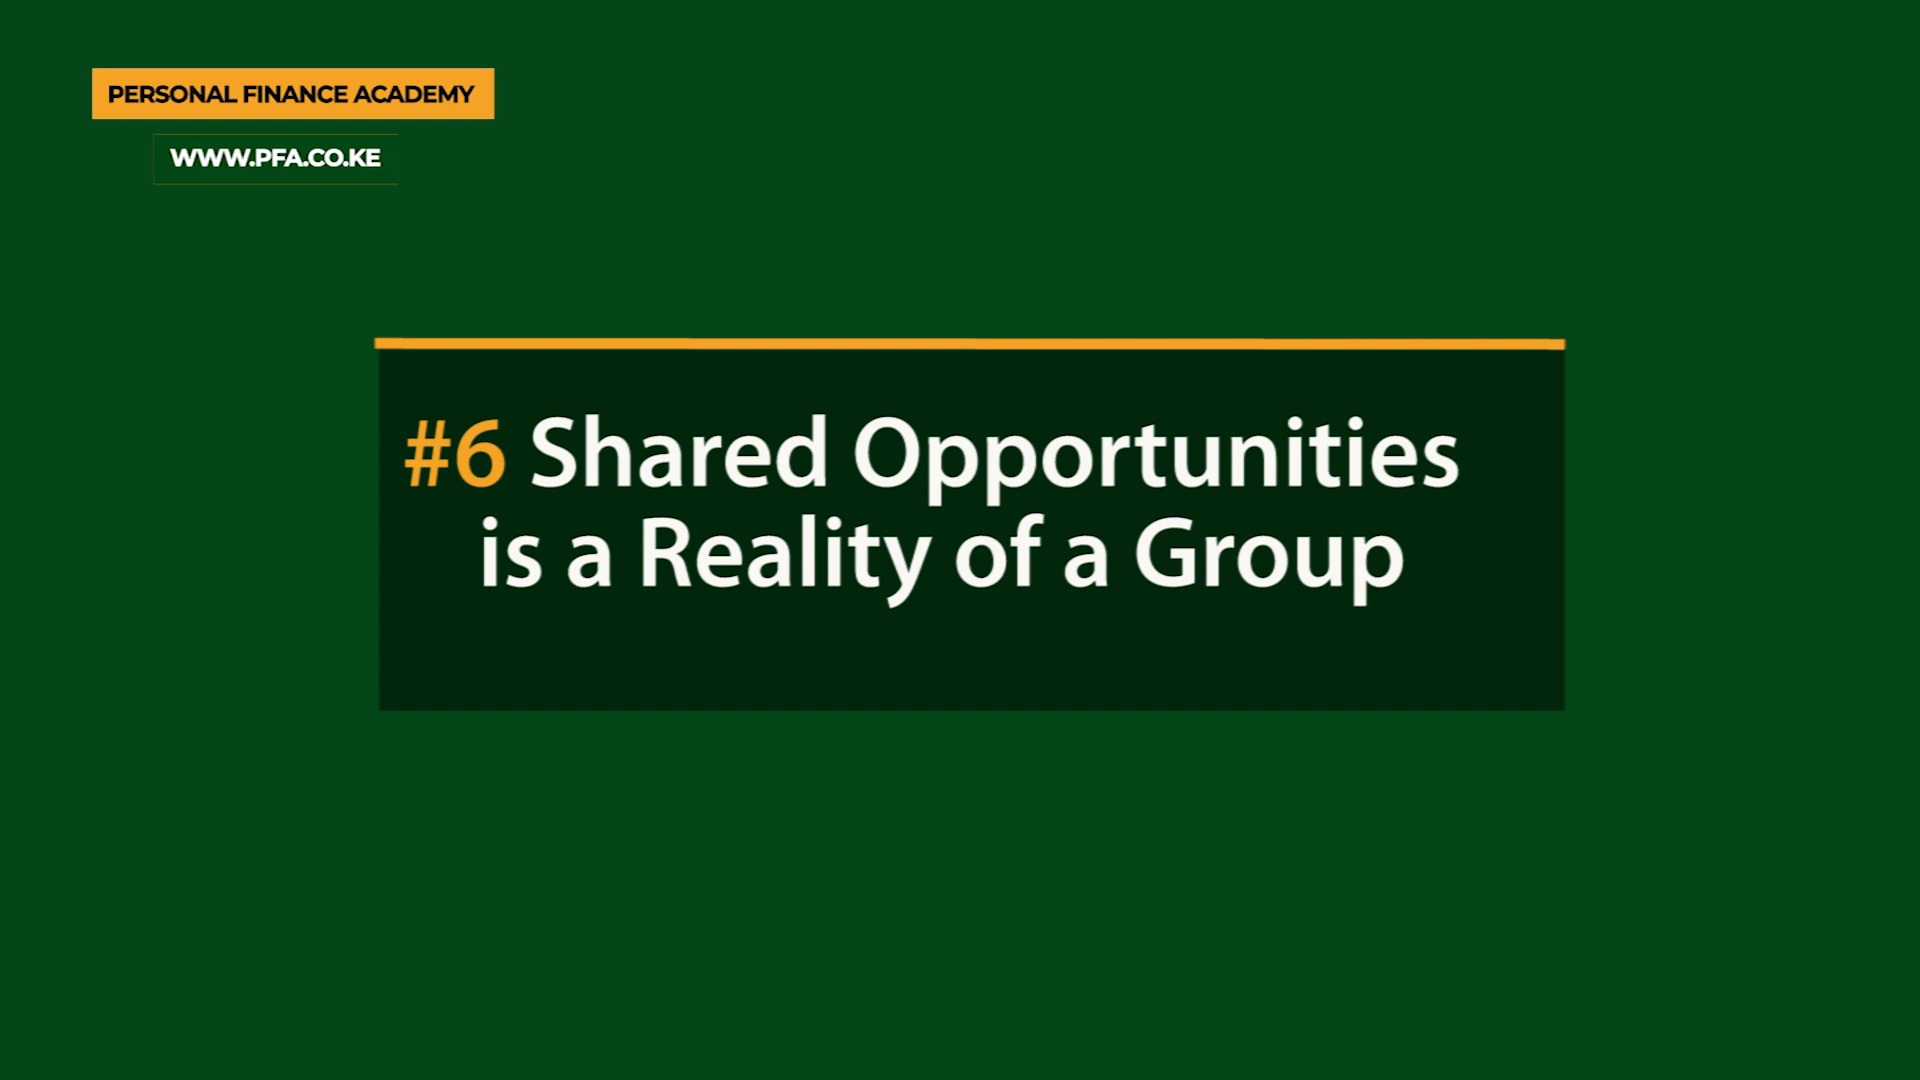 PERSONAL FINANCE ACADEMY
WWW.PFA.CO.KE
#6 Shared Opportunities
is a Reality of a Group